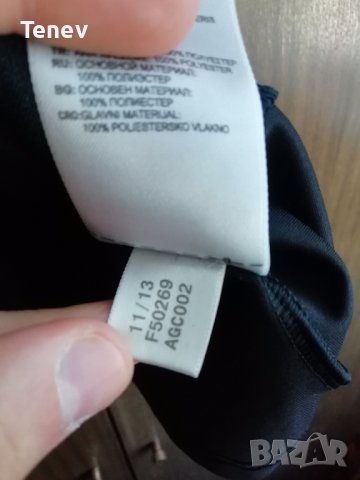 Tenev
RU: ОСНОВНОЙ МАТЕРИАЛ:
100% ПОЛИЭСТЕР
BG: ОСНОВЕН МАТЕРИАЛ:
100% ПОЛИЕСТЕР
CRO: GLAVNI MATERIJAL:
100% POLIESTERSKO VLAKNO
11/13
F50269
AGC002
BAZAR